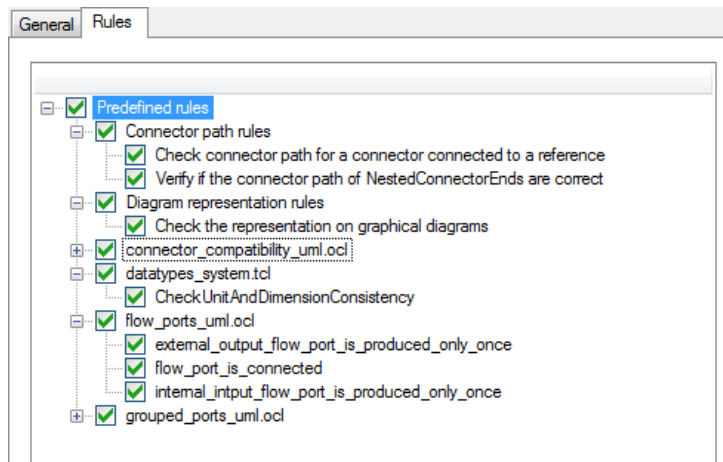 General Rules
Predefined rules
Connector path rules
Check connector path for a connector connected to a reference
Verify if the connector path of NestedConnectorEnds are correct
Diagram representation rules
Check the representation on graphical diagrams
connector_compatibility_uml.ocl
datatypes_system.tcl
CheckUnitAndDimensionConsistency
flow_ports_uml.ocl
external_output_flow_port_is_produced_only_once
flow_port_is_connected
internal_intput_flow_port_is_produced_only_once
grouped_ports_uml.ocl